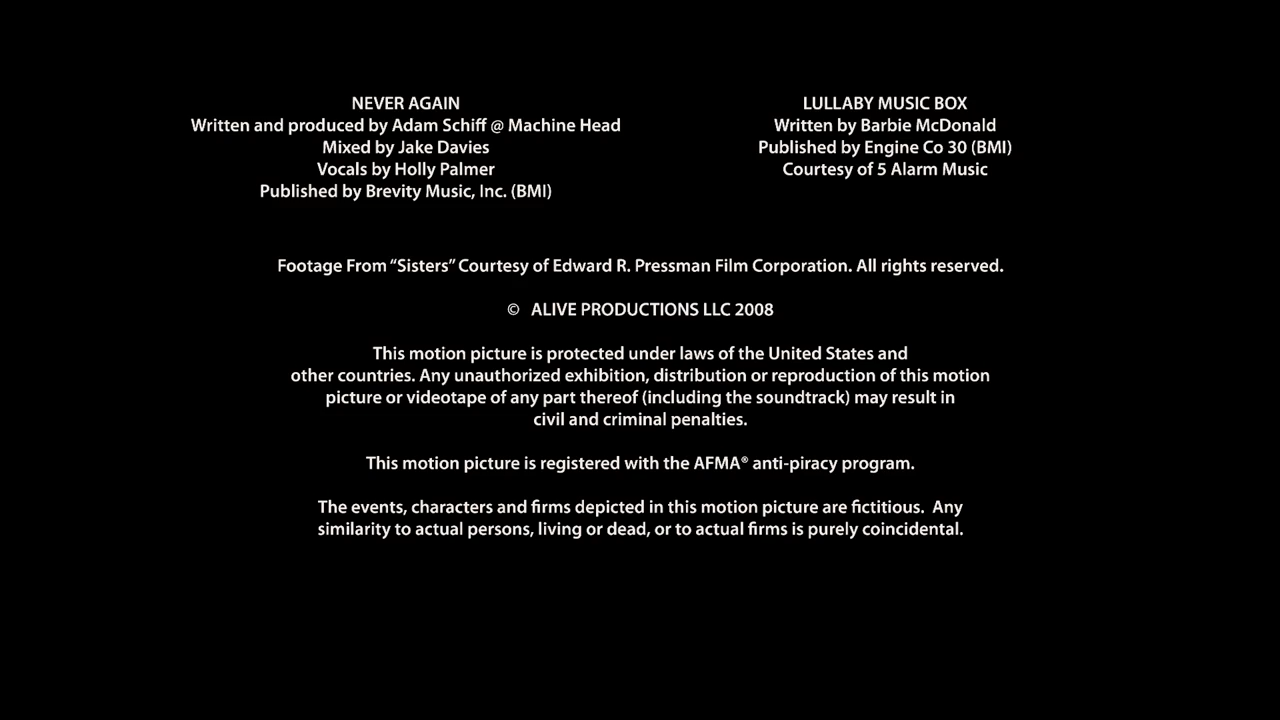 NEVER AGAIN
Written and produced by Adam Schiff @ Machine Head
Mixed by Jake Davies
Vocals by Holly Palmer
Published by Brevity Music, Inc. (BMI)
LULLABY MUSIC BOX
Written by Barbie McDonald
Published by Engine Co 30 (BMI)
Courtesy of 5 Alarm Music
Footage From “Sisters” Courtesy of Edward R. Pressman Film Corporation. All rights reserved.
© ALIVE PRODUCTIONS LLC 2008
This motion picture is protected under laws of the United States and
other countries. Any unauthorized exhibition, distribution or reproduction of this motion
picture or videotape of any part thereof (including the soundtrack) may result in
civil and criminal penalties.
This motion picture is registered with the AFMA® anti-piracy program.
The events, characters and firms depicted in this motion picture are fictitious. Any
similarity to actual persons, living or dead, or to actual firms is purely coincidental.